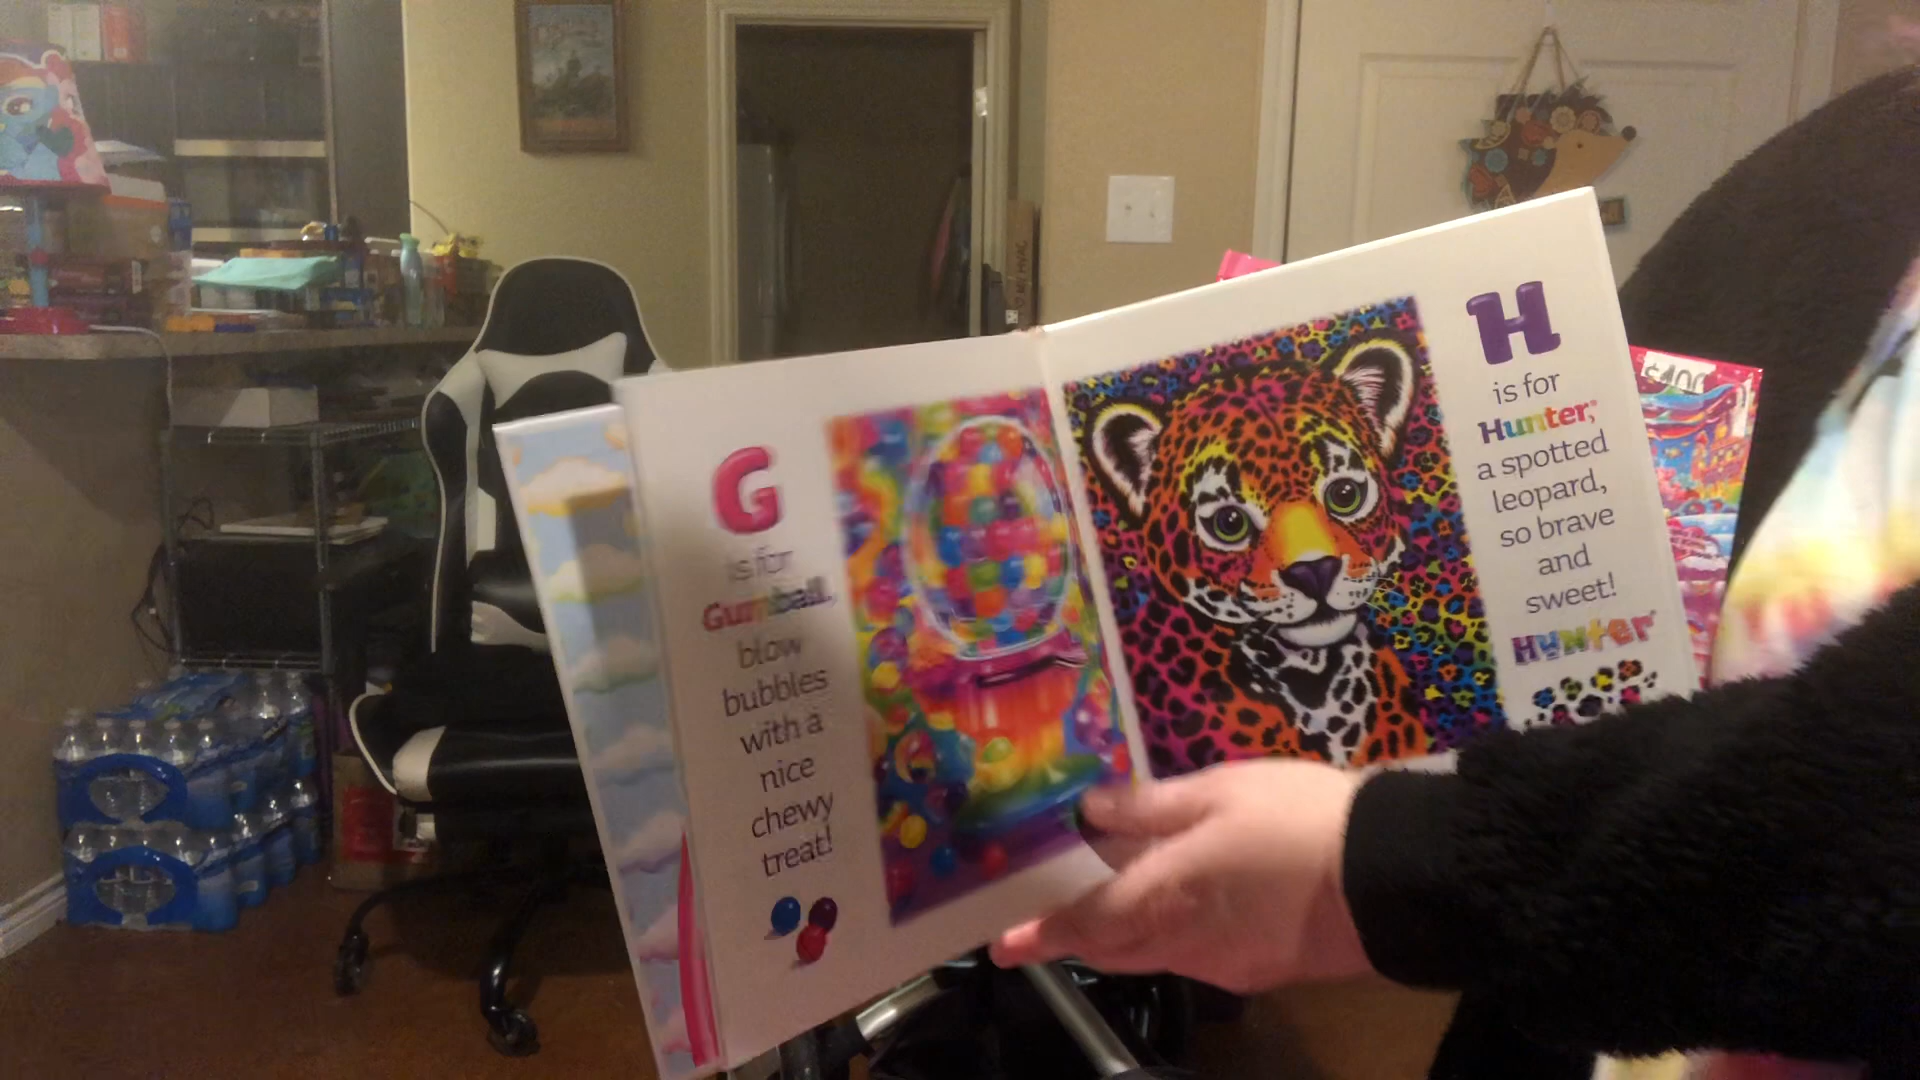 G
is for
Gumball,
blow
bubbles
with a
nice
chewy
treat!
H
is for
Hunter,®
a spotted
leopard,
so brave
and
sweet!
HUNTER®
$400